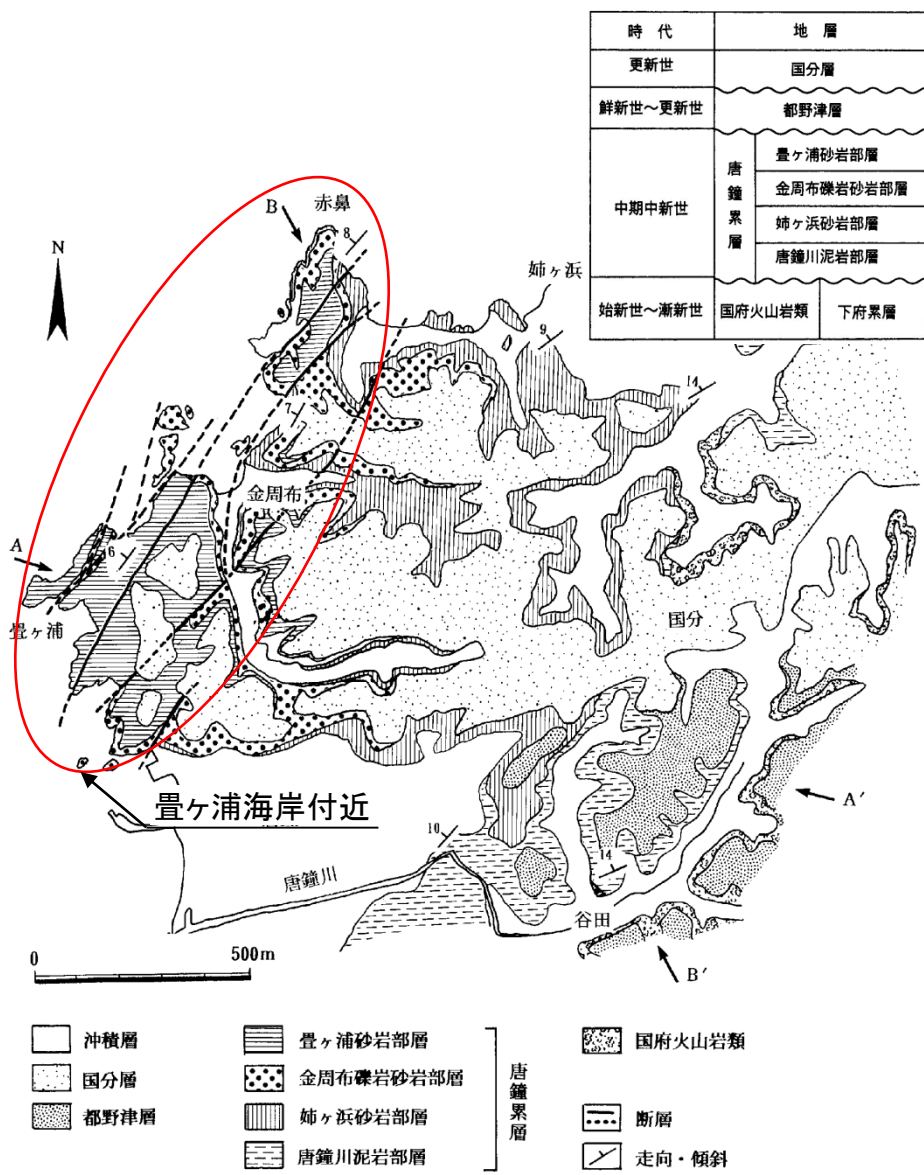 時代 地層
更新世 国分層
鮮新世～更新世 都野津層
中期中新世 唐鐘累層 畳ヶ浦砂岩部層
金周布礫岩砂岩部層
姉ヶ浜砂岩部層
唐鐘川泥岩部層
始新世～漸新世 国府火山岩類 下府累層
B 赤鼻
8
N
姉ヶ浜
9
14
7
金周布
A
6
畳ヶ浦
国分
畳ヶ浦海岸付近
A′
10
14
唐鐘川
谷田
B′
0 500m
沖積層 畳ヶ浦砂岩部層 国府火山岩類
国分層 金周布礫岩砂岩部層
都野津層 姉ヶ浜砂岩部層 断層
唐鐘川泥岩部層 走向・傾斜
唐鐘累層